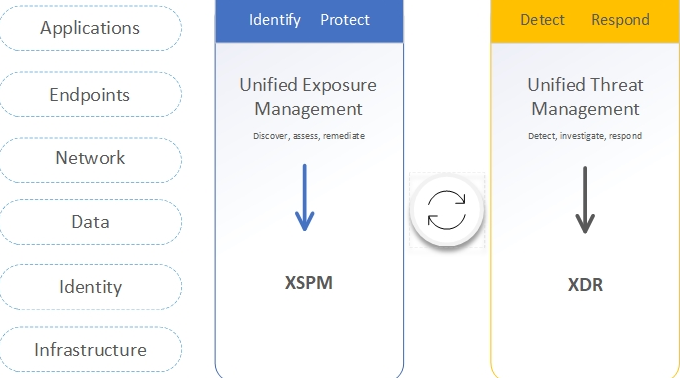 Applications
Endpoints
Network
Data
Identity
Infrastructure
Identify Protect
Unified Exposure
Management
Discover, assess, remediate
XSPM
Detect Respond
Unified Threat
Management
Detect, investigate, respond
XDR